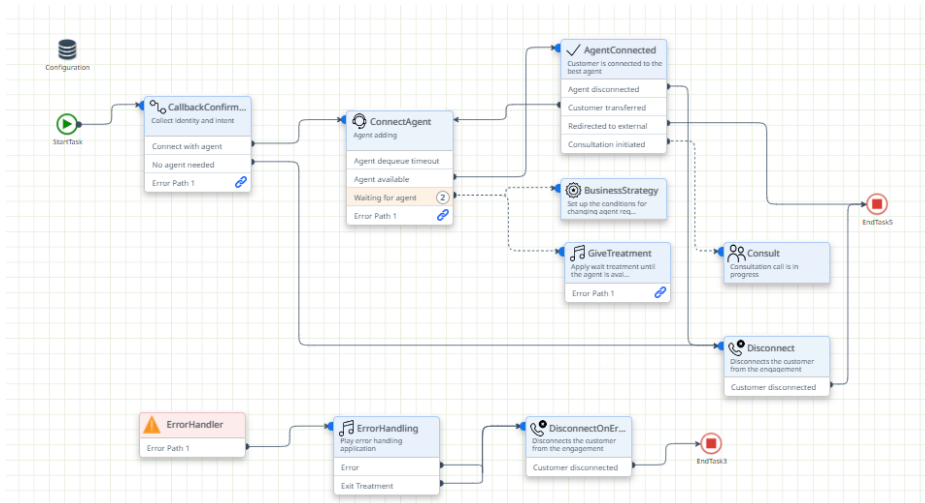 Configuration
StartTask
CallbackConfirm...
Collect identity and intent
Connect with agent
No agent needed
Error Path 1
ConnectAgent
Agent adding
Agent dequeue timeout
Agent available
Waiting for agent
2
Error Path 1
AgentConnected
Customer is connected to the
best agent
Agent disconnected
Customer transferred
Redirected to external
Consultation initiated
BusinessStrategy
Set up the conditions for
changing agent req...
GiveTreatment
Apply wait treatment until
the agent is avai...
Error Path 1
EndTask5
Consult
Consultation call is in
progress
Disconnect
Disconnects the customer
from the engagement
Customer disconnected
ErrorHandler
Error Path 1
ErrorHandling
Play error handling
application
Error
Exit Treatment
DisconnectOnEr...
Disconnects the customer
from the engagement
Customer disconnected
EndTask3